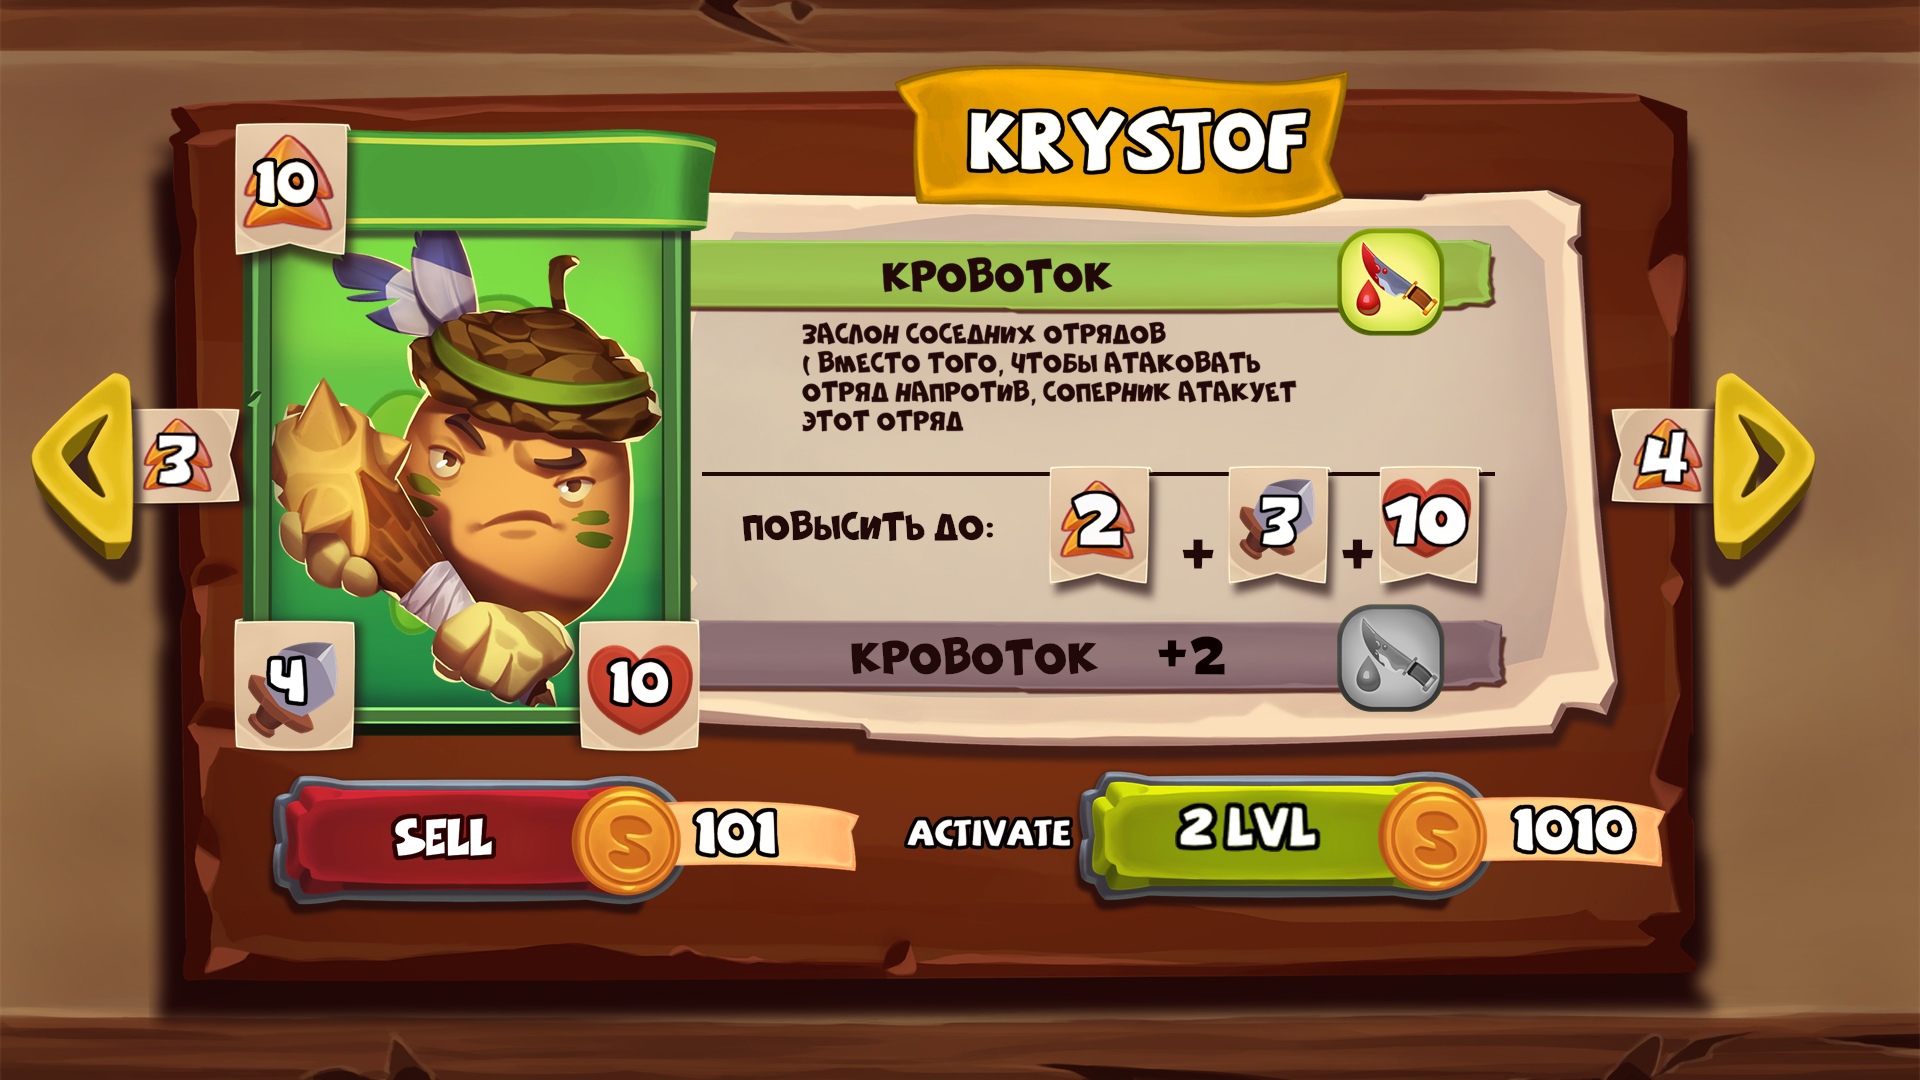 KRYSTOF
10
КРОВОТОК
ЗАСЛОН СОСЕДНИХ ОТРЯДОВ
( ВМЕСТО ТОГО, ЧТОБЫ АТАКОВАТЬ
ОТРЯД НАПРОТИВ, СОПЕРНИК АТАКУЕТ
ЭТОТ ОТРЯД
3
4
ПОВЫСИТЬ ДО: 2 + 3 + 10
4
10
КРОВОТОК +2
SELL S 101
ACTIVATE 2 LVL S 1010